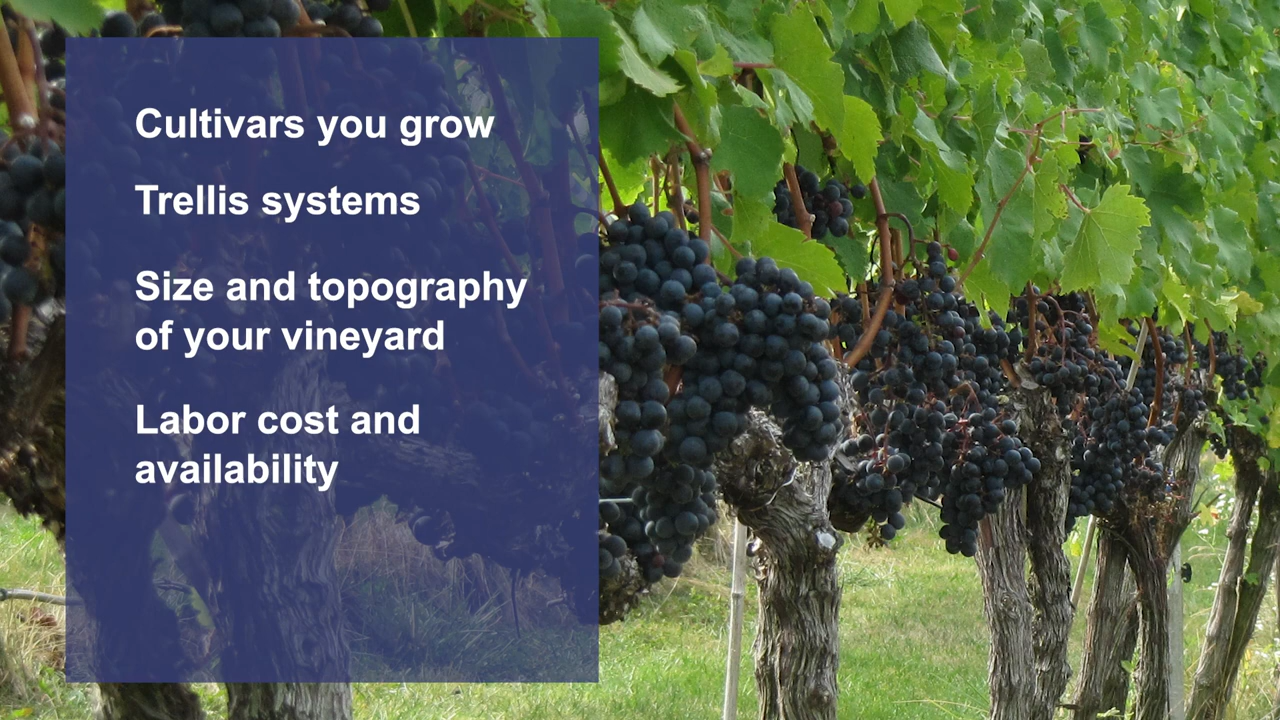 Cultivars you grow
Trellis systems
Size and topography
of your vineyard
Labor cost and
availability